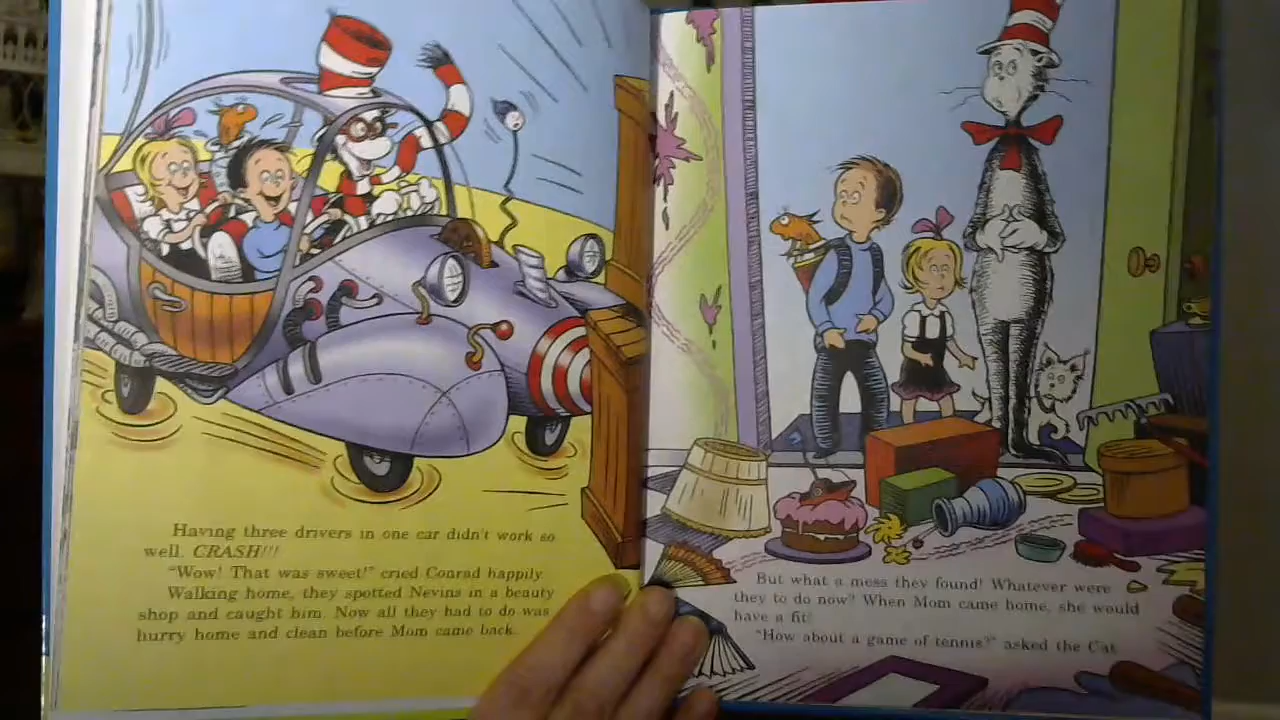 Having three drivers in one car didn't work so
well. CRASH!!!
"Wow! That was sweet!" cried Conrad happily.
Walking home, they spotted Nevins in a beauty
shop and caught him. Now all they had to do was
hurry home and clean before Mom came back.
But what a mess they found! Whatever were
they to do now? When Mom came home, she would
have a fit!
"How about a game of tennis?" asked the Cat.